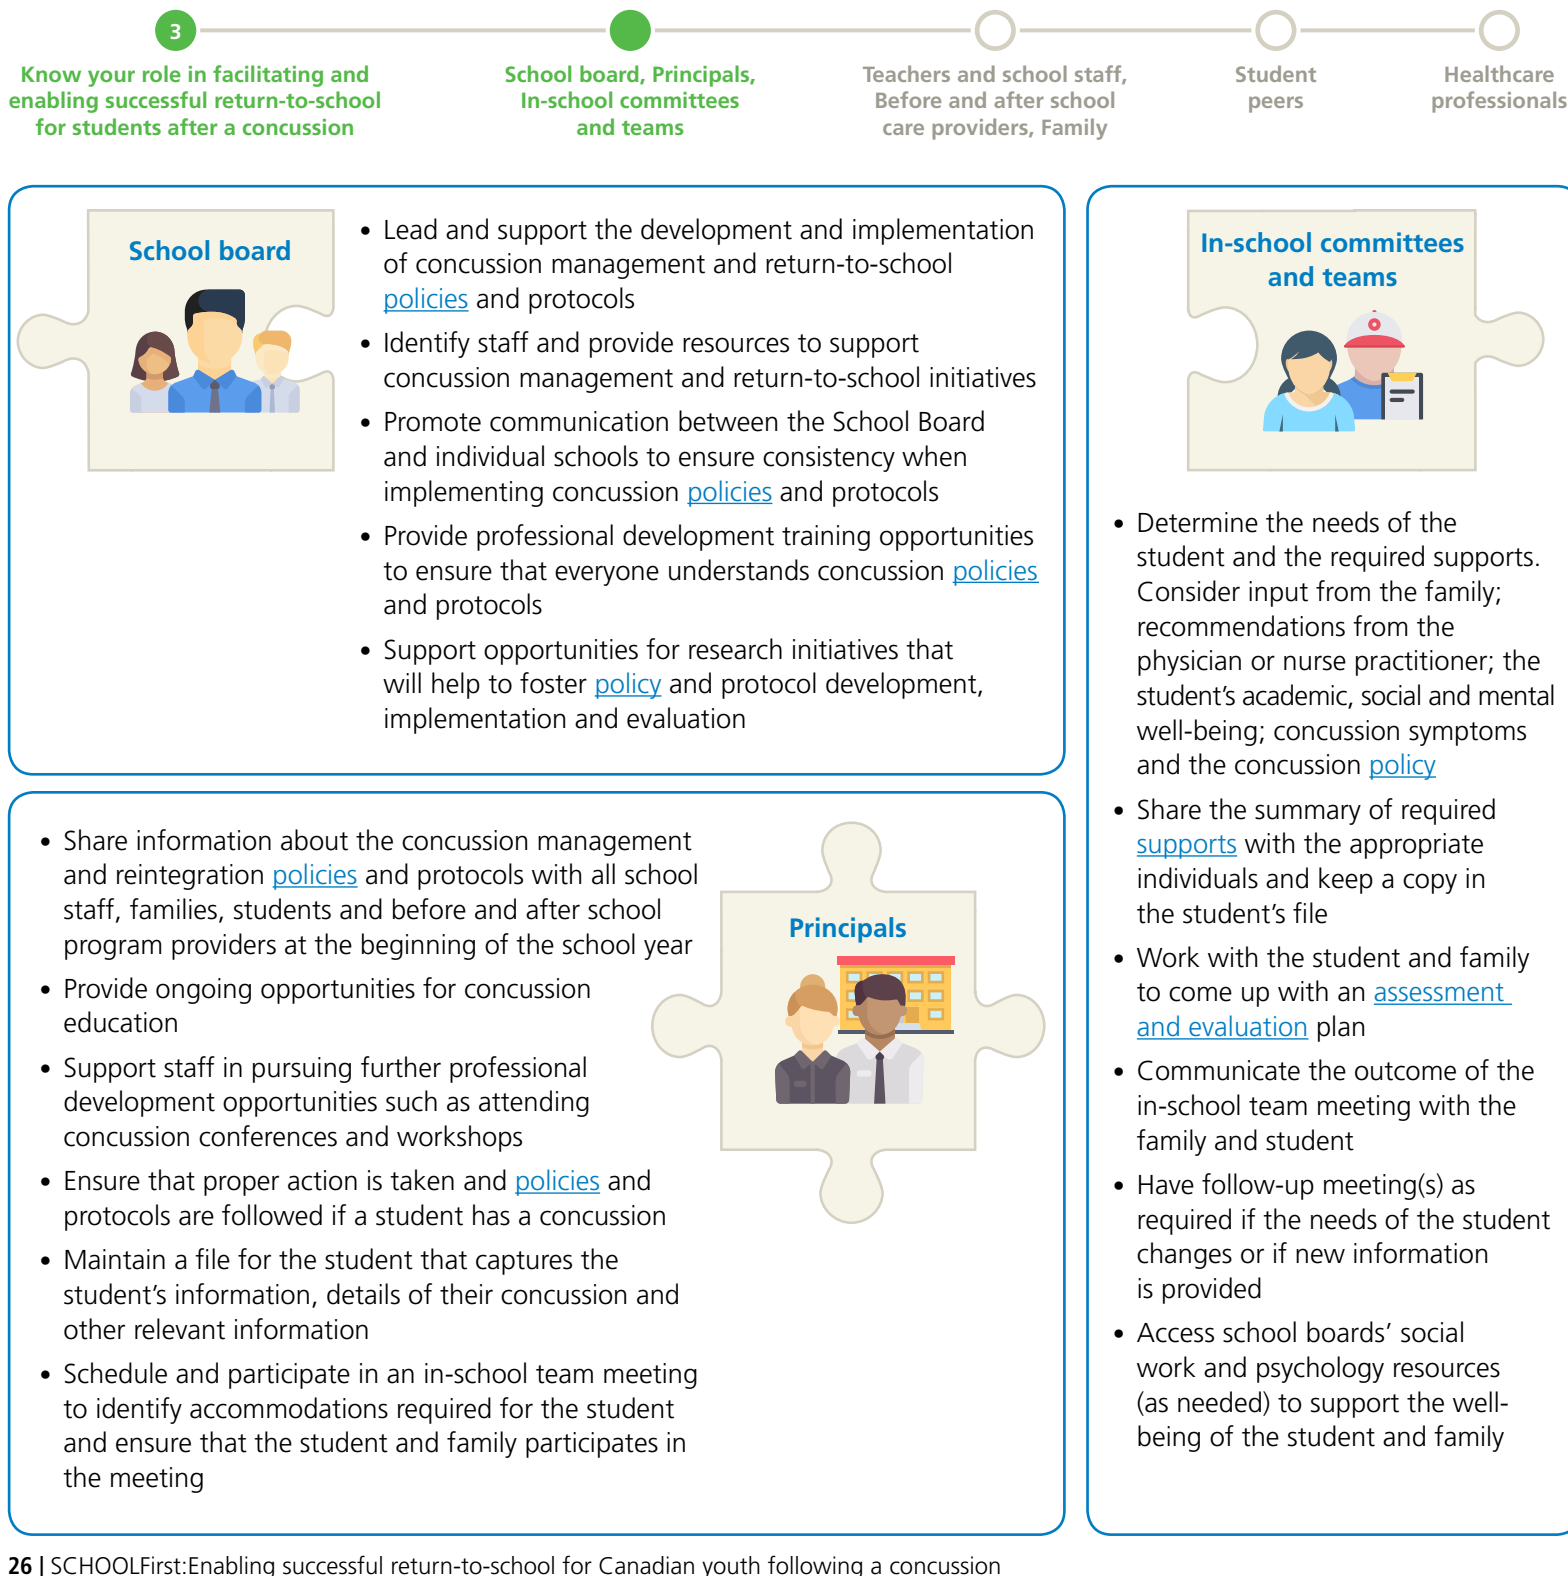 3
Know your role in facilitating and
enabling successful return-to-school
for students after a concussion
School board, Principals,
In-school committees
and teams
Teachers and school staff,
Before and after school
care providers, Family
Student
peers
Healthcare
professionals
School board
• Lead and support the development and implementation
of concussion management and return-to-school
policies and protocols
• Identify staff and provide resources to support
concussion management and return-to-school initiatives
• Promote communication between the School Board
and individual schools to ensure consistency when
implementing concussion policies and protocols
• Provide professional development training opportunities
to ensure that everyone understands concussion policies
and protocols
• Support opportunities for research initiatives that
will help to foster policy and protocol development,
implementation and evaluation
• Share information about the concussion management
and reintegration policies and protocols with all school
staff, families, students and before and after school
program providers at the beginning of the school year
• Provide ongoing opportunities for concussion
education
• Support staff in pursuing further professional
development opportunities such as attending
concussion conferences and workshops
• Ensure that proper action is taken and policies and
protocols are followed if a student has a concussion
• Maintain a file for the student that captures the
student’s information, details of their concussion and
other relevant information
• Schedule and participate in an in-school team meeting
to identify accommodations required for the student
and ensure that the student and family participates in
the meeting
Principals
In-school committees
and teams
• Determine the needs of the
student and the required supports.
Consider input from the family;
recommendations from the
physician or nurse practitioner; the
student’s academic, social and mental
well-being; concussion symptoms
and the concussion policy
• Share the summary of required
supports with the appropriate
individuals and keep a copy in
the student’s file
• Work with the student and family
to come up with an assessment
and evaluation plan
• Communicate the outcome of the
in-school team meeting with the
family and student
• Have follow-up meeting(s) as
required if the needs of the student
changes or if new information
is provided
• Access school boards’ social
work and psychology resources
(as needed) to support the well-
being of the student and family
26 | SCHOOLFirst:Enabling successful return-to-school for Canadian youth following a concussion